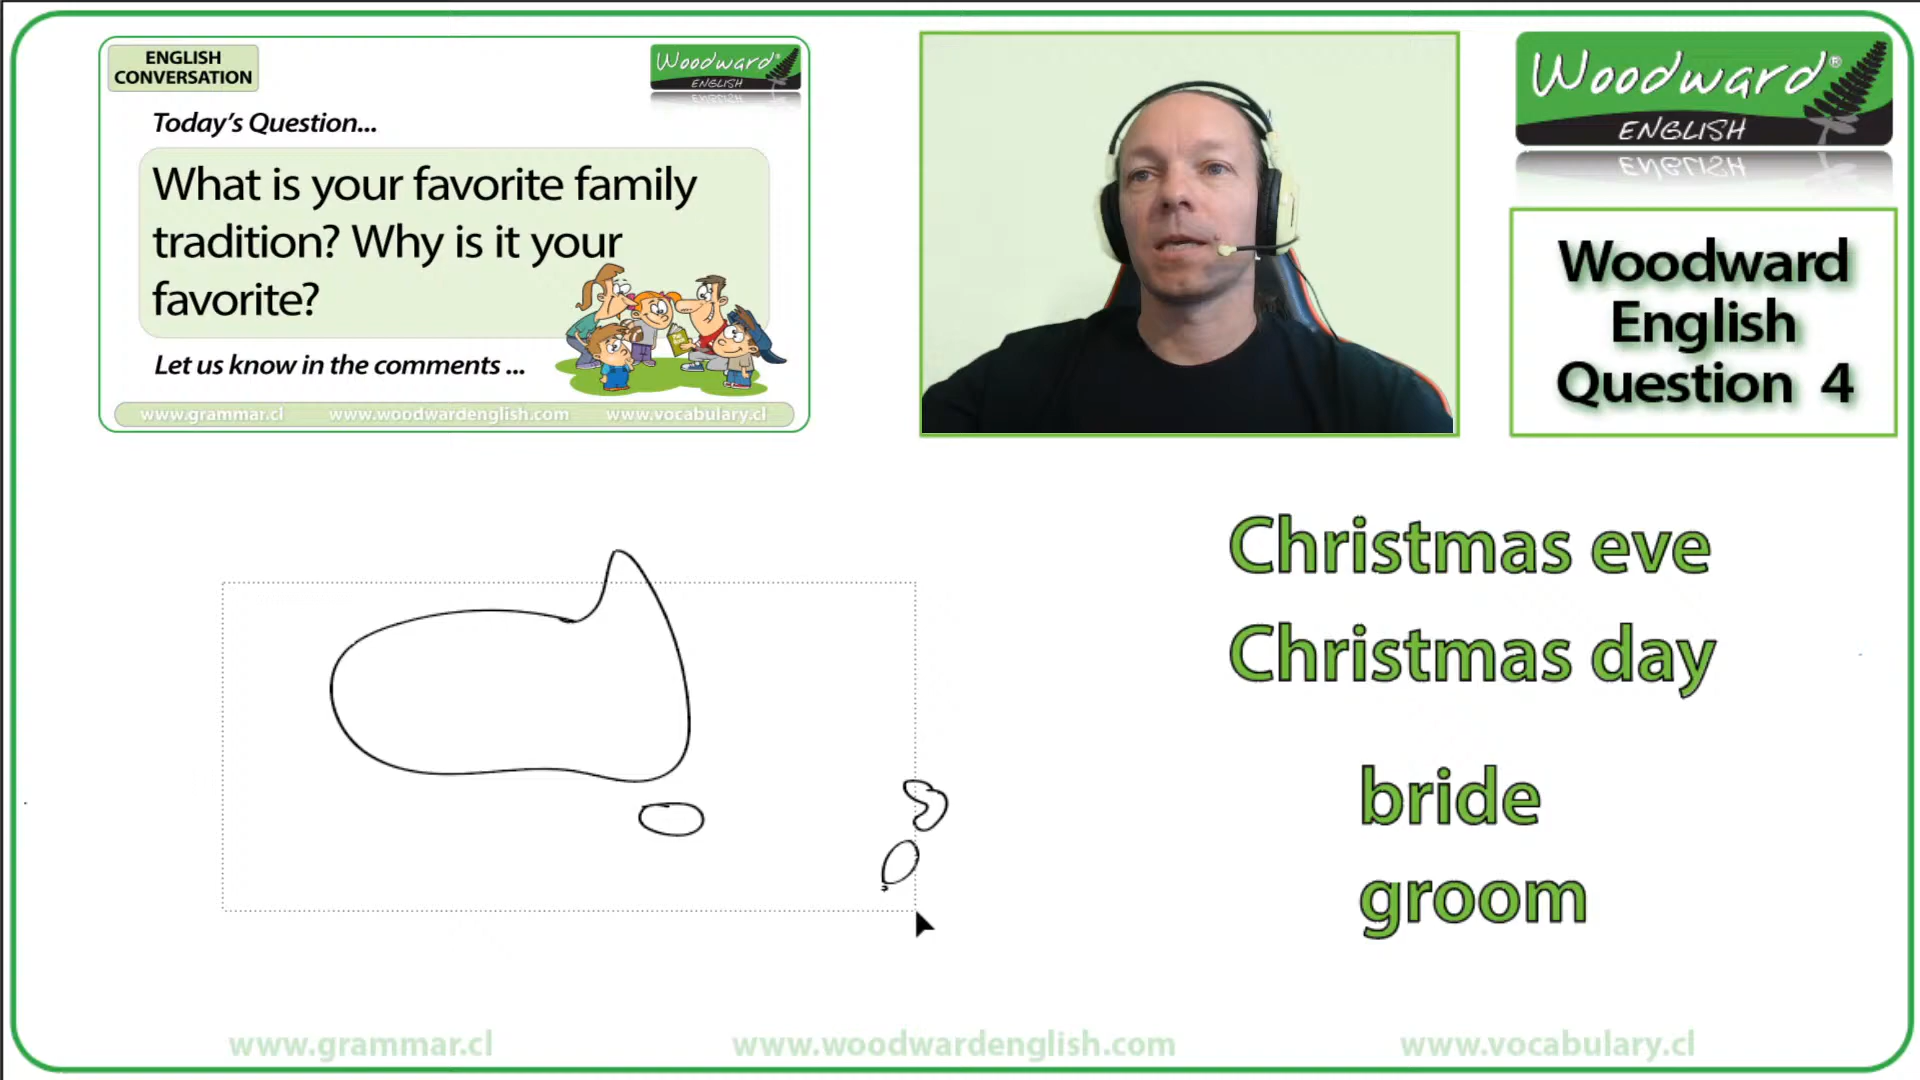 ENGLISH
CONVERSATION
Woodward®
ENGLISH
Today's Question...
What is your favorite family
tradition? Why is it your
favorite?
Let us know in the comments ...
www.grammar.cl www.woodwardenglish.com www.vocabulary.cl
Woodward®
ENGLISH
Woodward
English
Question 4
Christmas eve
Christmas day
bride
groom
www.grammar.cl www.woodwardenglish.com www.vocabulary.cl